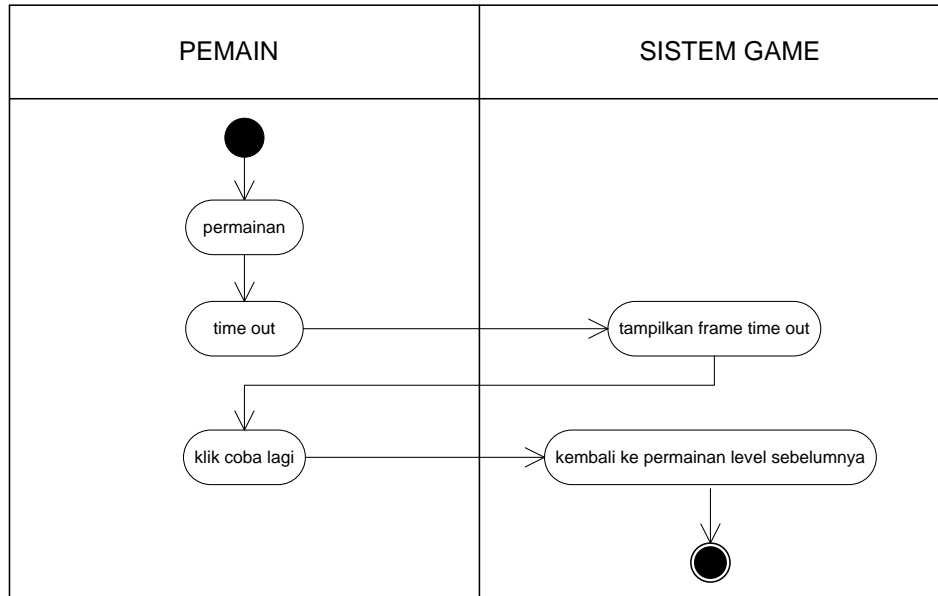 PEMAIN
SISTEM GAME
permainan
time out
tampilkan frame time out
klik coba lagi
kembali ke permainan level sebelumnya